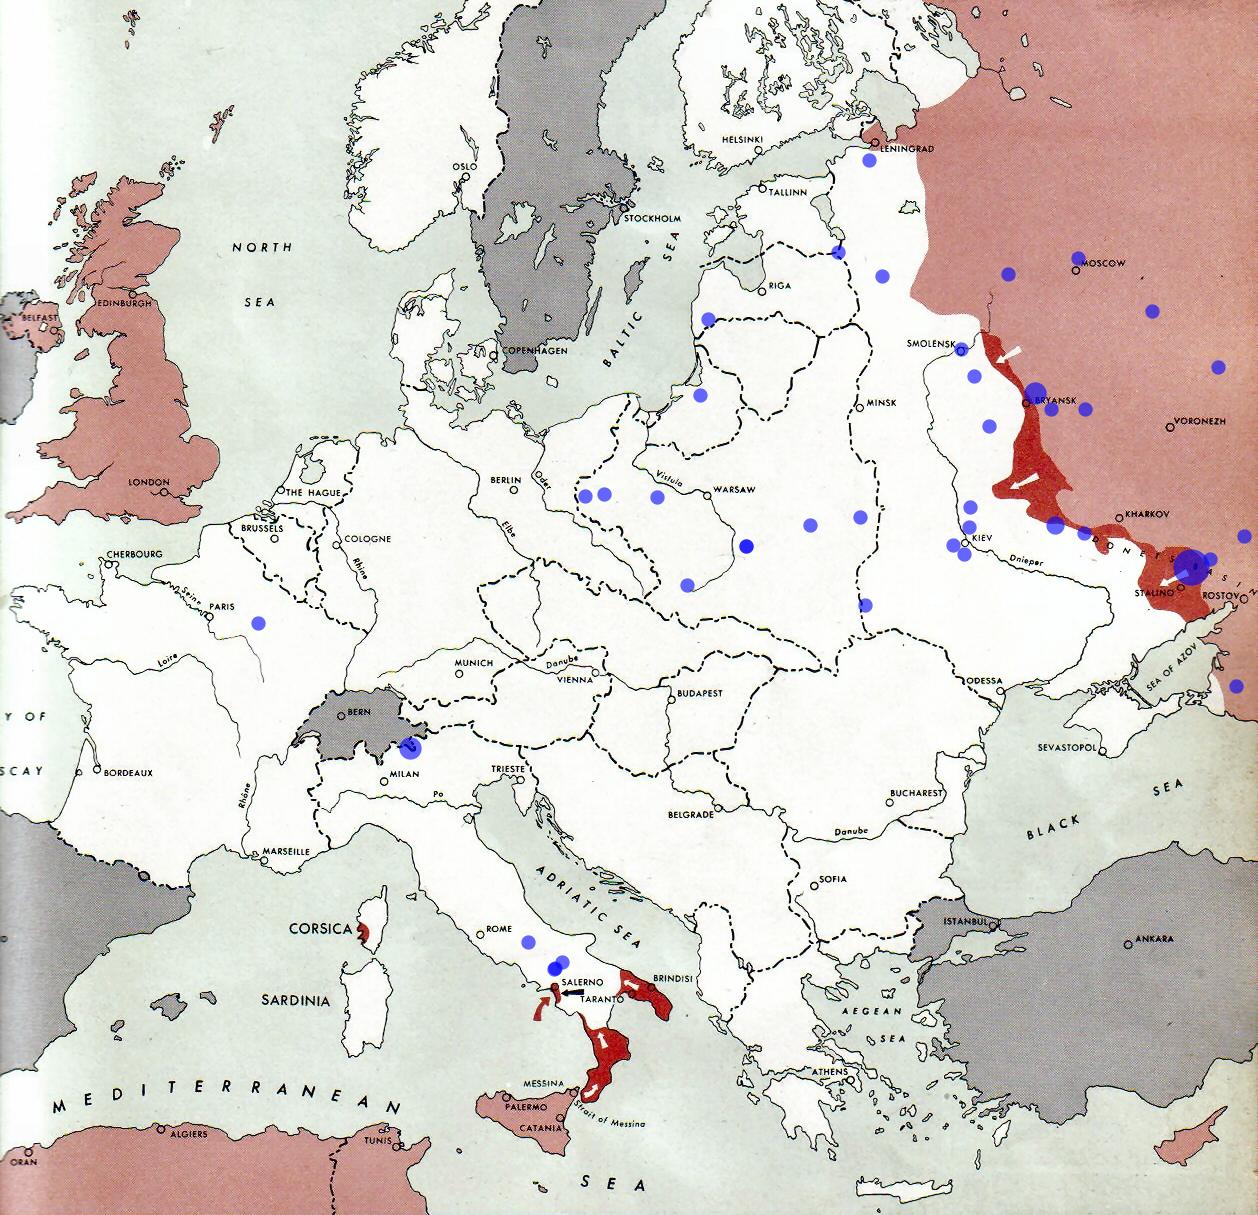 HELSINKI
LENINGRAD
OSLO
TALLINN
STOCKHOLM
NORTH
SEA
BALTIC SEA
MOSCOW
RIGA
EDINBURGH
BELFAST
COPENHAGEN
SMOLENSK
MINSK
BRYANSK
VORONEZH
LONDON
THE HAGUE
BERLIN
Oder
Vistula
WARSAW
BRUSSELS
COLOGNE
Elbe
KHARKOV
KIEV
DONETS BASIN
CHERBOURG
Rhine
Dnieper
Seine
PARIS
STALINO
ROSTOV
Loire
MUNICH
Danube
VIENNA
BUDAPEST
ODESSA
SEA OF AZOV
BERN
Y OF
SCAY
BORDEAUX
MILAN
TRIESTE
SEVASTOPOL
Rhône
Po
BELGRADE
BUCHAREST
BLACK SEA
Danube
MARSEILLE
SOFIA
ADRIATIC SEA
CORSICA
ROME
ISTANBUL
ANKARA
SARDINIA
SALERNO
BRINDISI
TARANTO
AEGEAN
SEA
MESSINA
ATHENS
MEDITERRANEAN
PALERMO
Strait of Messina
CATANIA
ALGIERS
TUNIS
ORAN
SEA